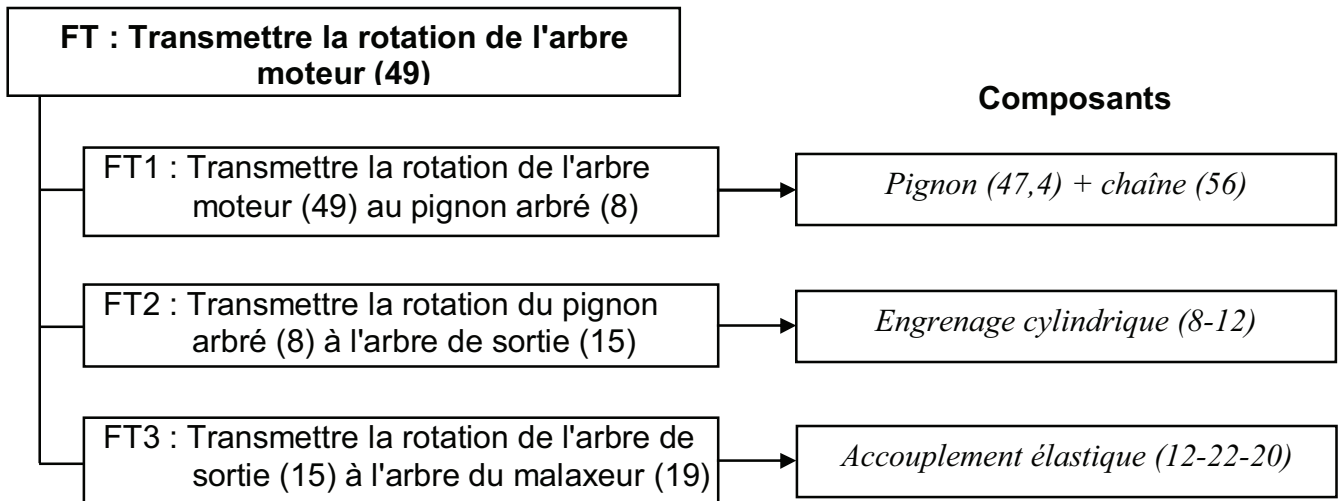 FT : Transmettre la rotation de l'arbre
moteur (49)
Composants
FT1 : Transmettre la rotation de l'arbre
moteur (49) au pignon arbré (8)
Pignon (47,4) + chaîne (56)
FT2 : Transmettre la rotation du pignon
arbré (8) à l'arbre de sortie (15)
Engrenage cylindrique (8-12)
FT3 : Transmettre la rotation de l'arbre de
sortie (15) à l'arbre du malaxeur (19)
Accouplement élastique (12-22-20)